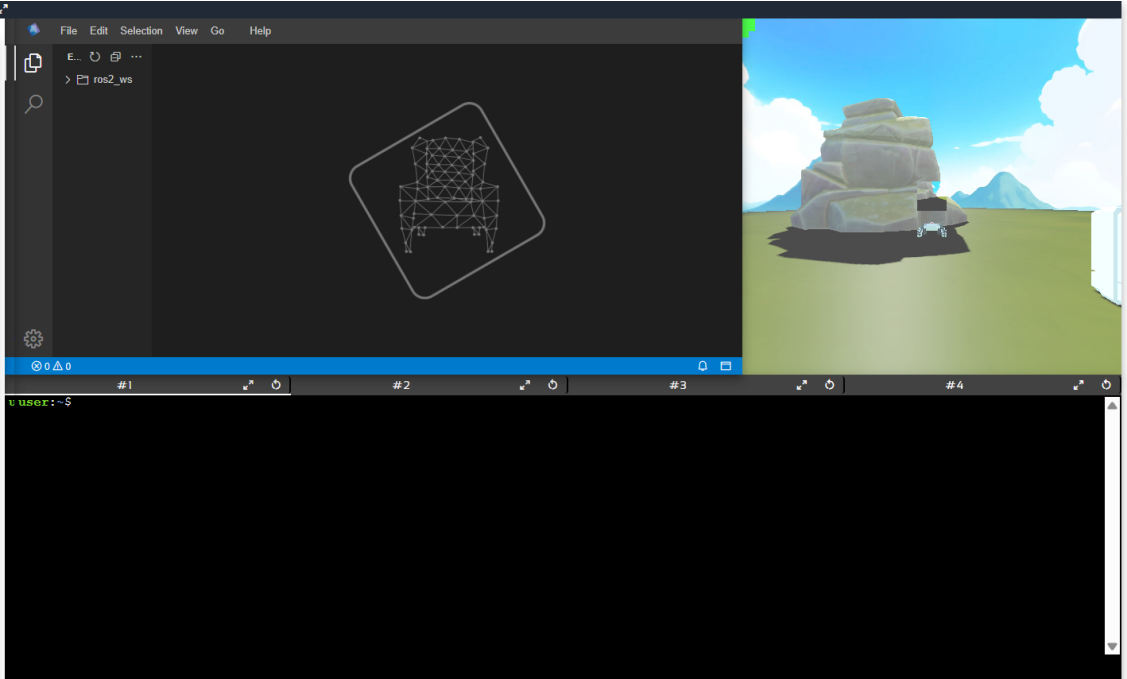 File Edit Selection View Go Help
E... ...
> ros2_ws
0 0
#1 #2 #3 #4
u user:~$